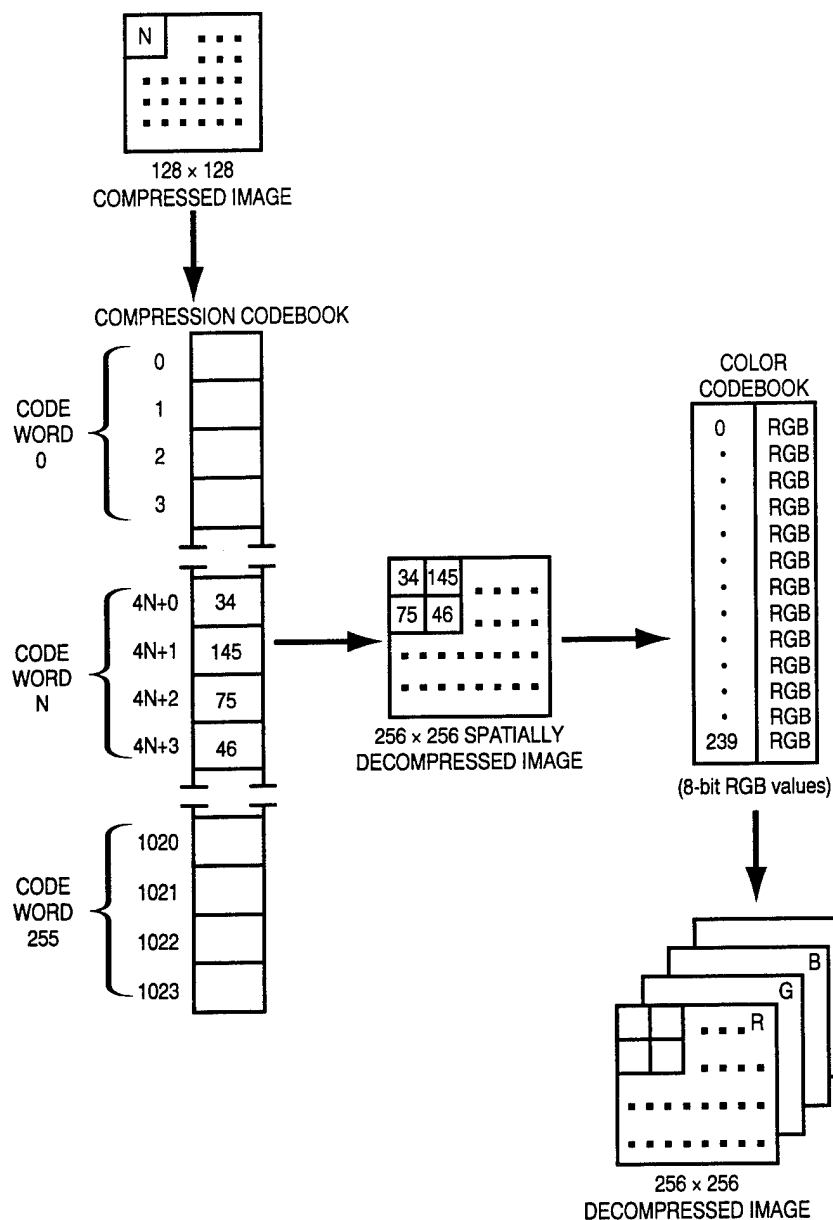 N
128 × 128
COMPRESSED IMAGE
COMPRESSION CODEBOOK
CODE
WORD
0
0
1
2
3
CODE
WORD
N
4N+0 34
4N+1 145
4N+2 75
4N+3 46
CODE
WORD
255
1020
1021
1022
1023
34 145
75 46
256 × 256 SPATIALLY
DECOMPRESSED IMAGE
COLOR
CODEBOOK
0 RGB
RGB
RGB
RGB
RGB
RGB
RGB
RGB
RGB
RGB
RGB
RGB
239 RGB
(8-bit RGB values)
B
G
R
256 × 256
DECOMPRESSED IMAGE